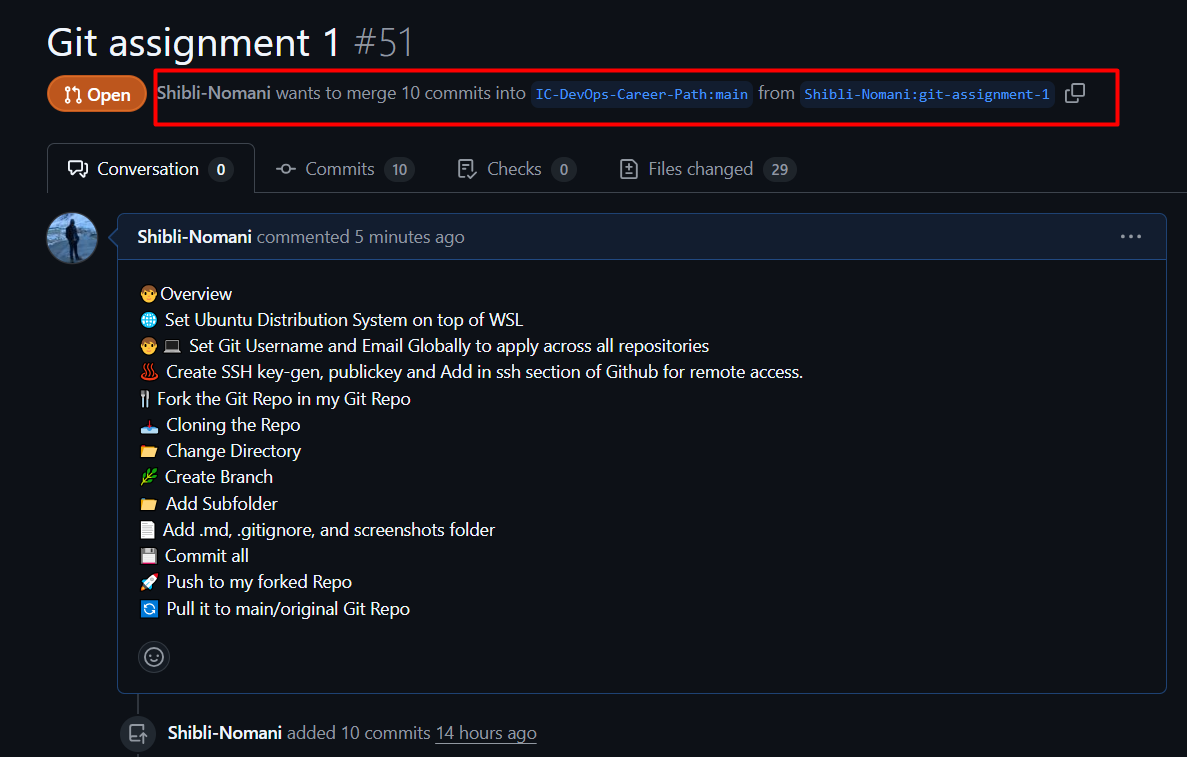 Git assignment 1 #51
Open
Shibli-Nomani wants to merge 10 commits into IC-DevOps-Career-Path:main from Shibli-Nomani:git-assignment-1
Conversation 0 Commits 10 Checks 0 Files changed 29
Shibli-Nomani commented 5 minutes ago
Overview
Set Ubuntu Distribution System on top of WSL
Set Git Username and Email Globally to apply across all repositories
Create SSH key-gen, publickey and Add in ssh section of Github for remote access.
Fork the Git Repo in my Git Repo
Cloning the Repo
Change Directory
Create Branch
Add Subfolder
Add .md, .gitignore, and screenshots folder
Commit all
Push to my forked Repo
Pull it to main/original Git Repo
Shibli-Nomani added 10 commits 14 hours ago